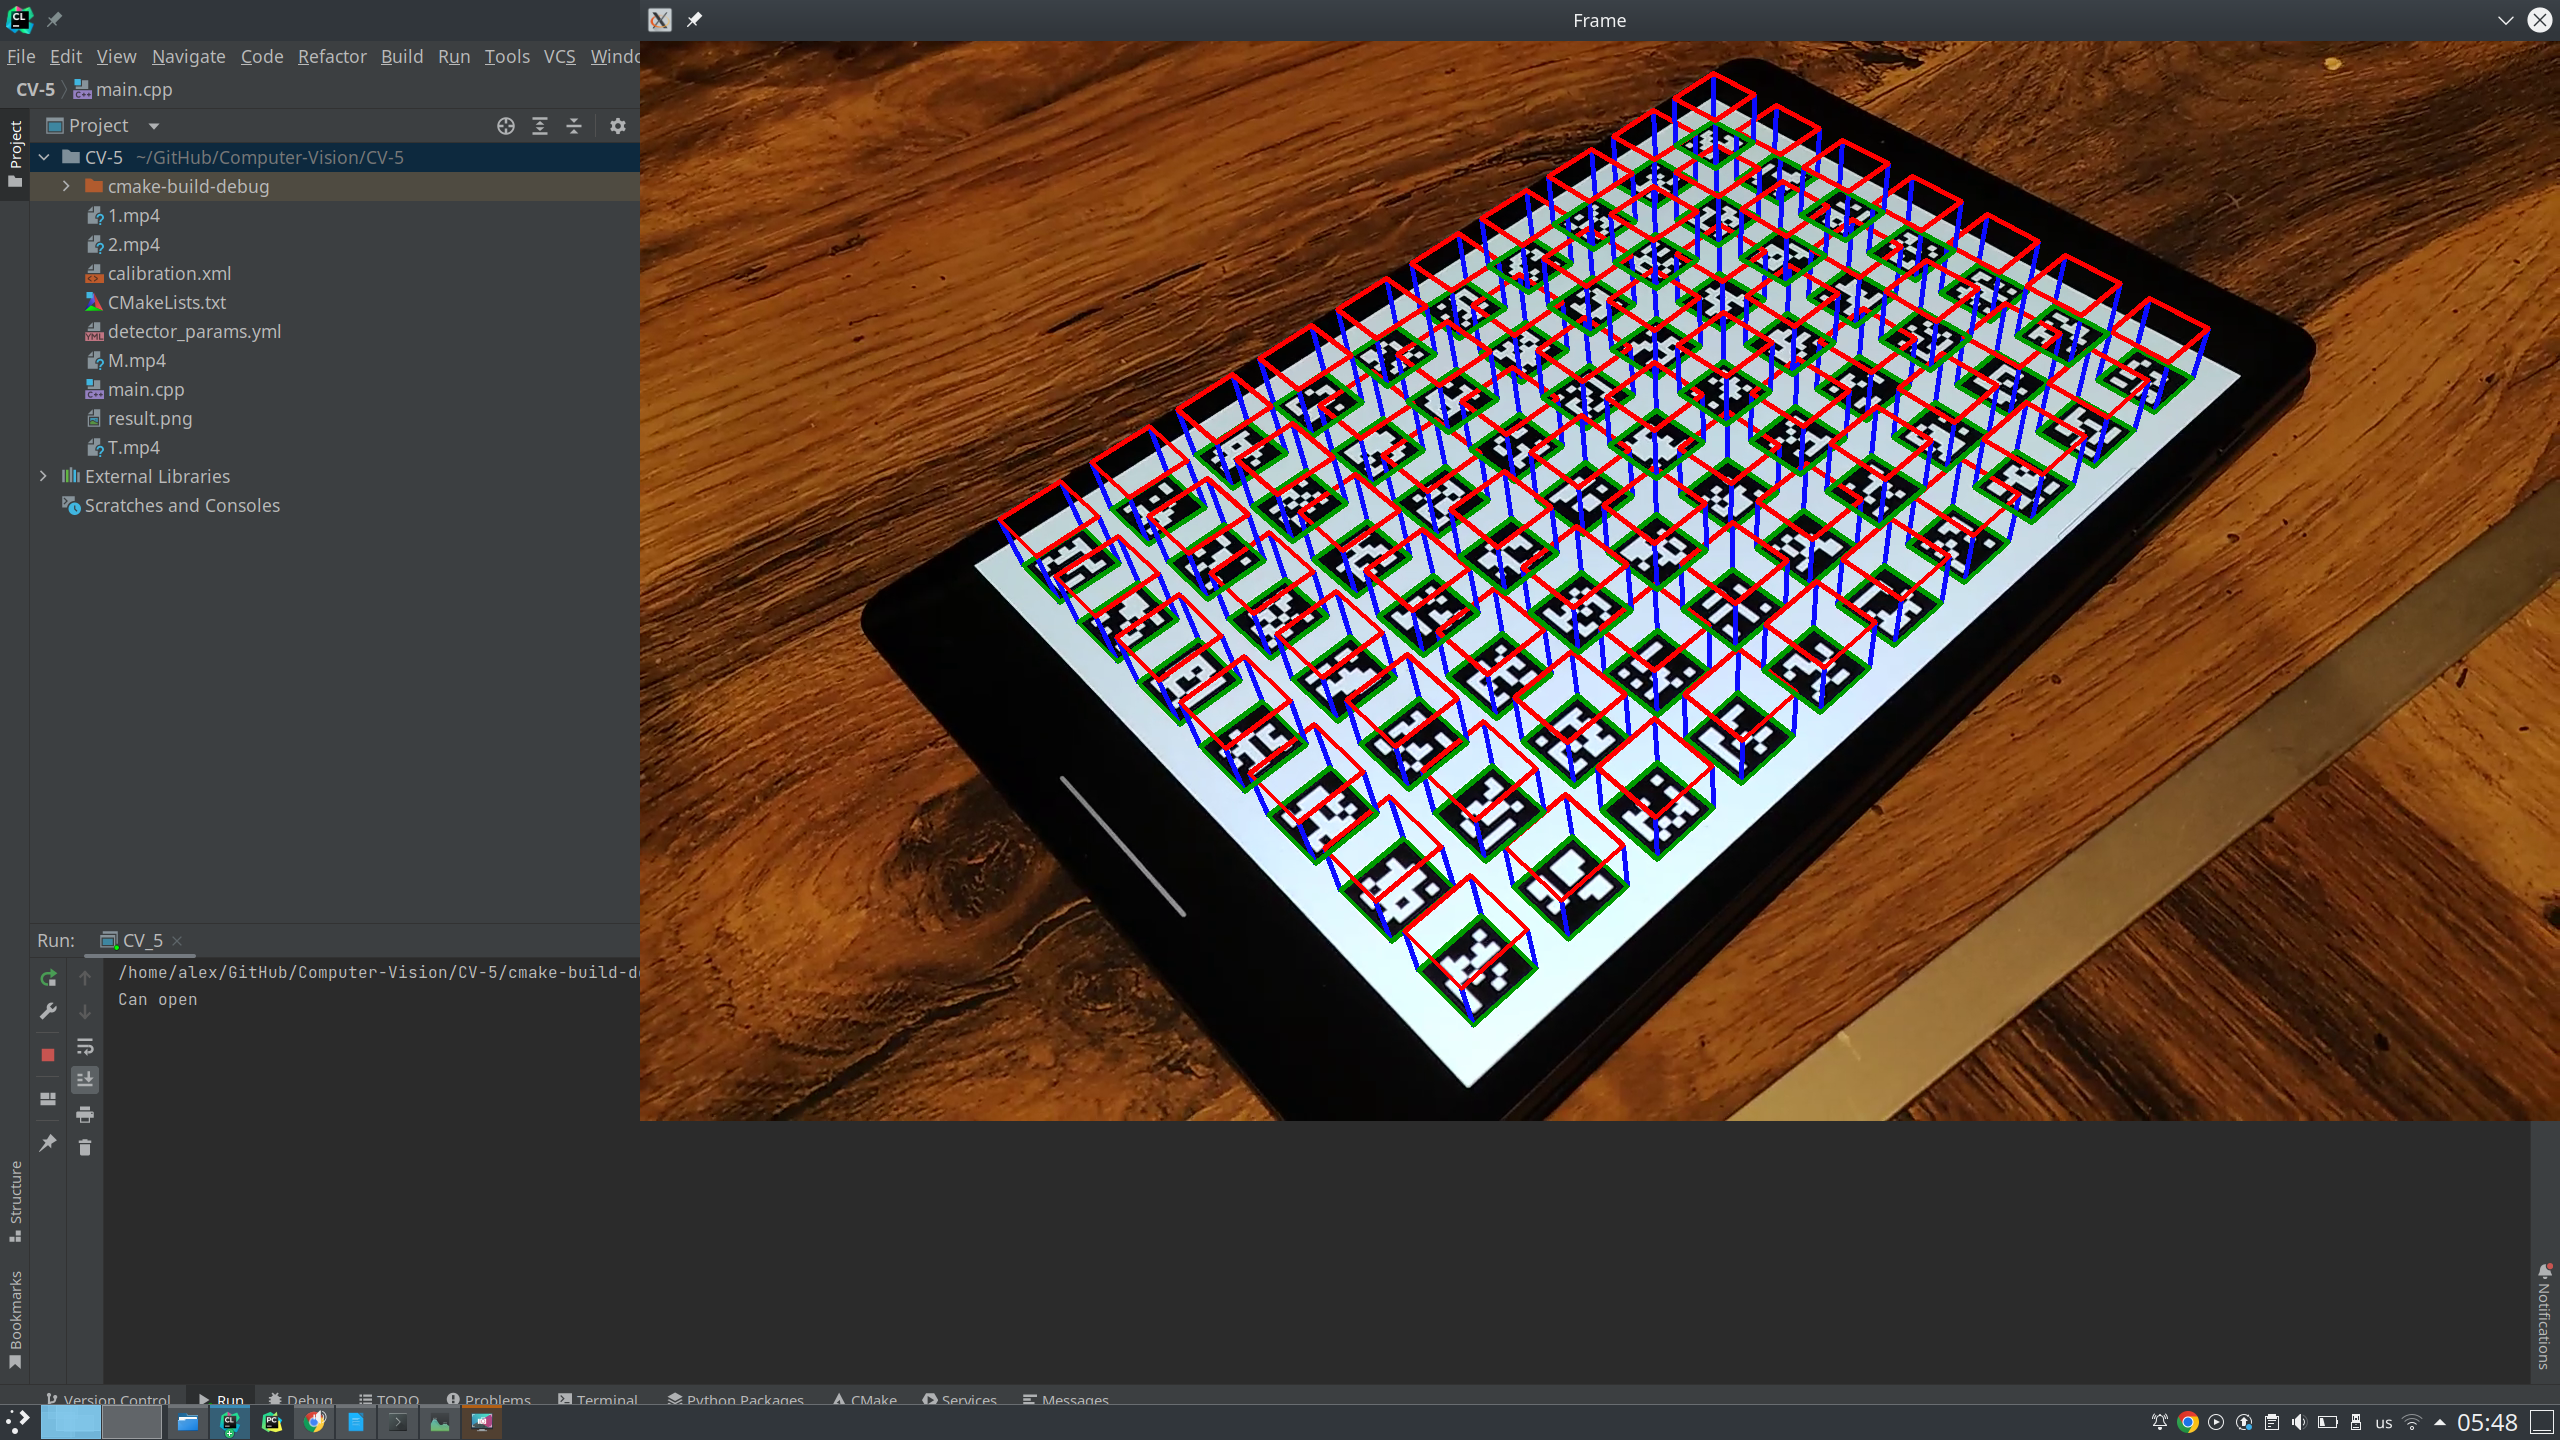 CL
Frame
File Edit View Navigate Code Refactor Build Run Tools VCS Windo
CV-5 main.cpp
Project
Project
CV-5 ~/GitHub/Computer-Vision/CV-5
cmake-build-debug
1.mp4
2.mp4
calibration.xml
CMakeLists.txt
detector_params.yml
M.mp4
main.cpp
result.png
T.mp4
External Libraries
Scratches and Consoles
Run: CV_5
/home/alex/GitHub/Computer-Vision/CV-5/cmake-build-de
Can open
Structure
Bookmarks
Notifications
Version Control Run Debug TODO Problems Terminal Python Packages CMake Services Messages
CL PC us 05:48